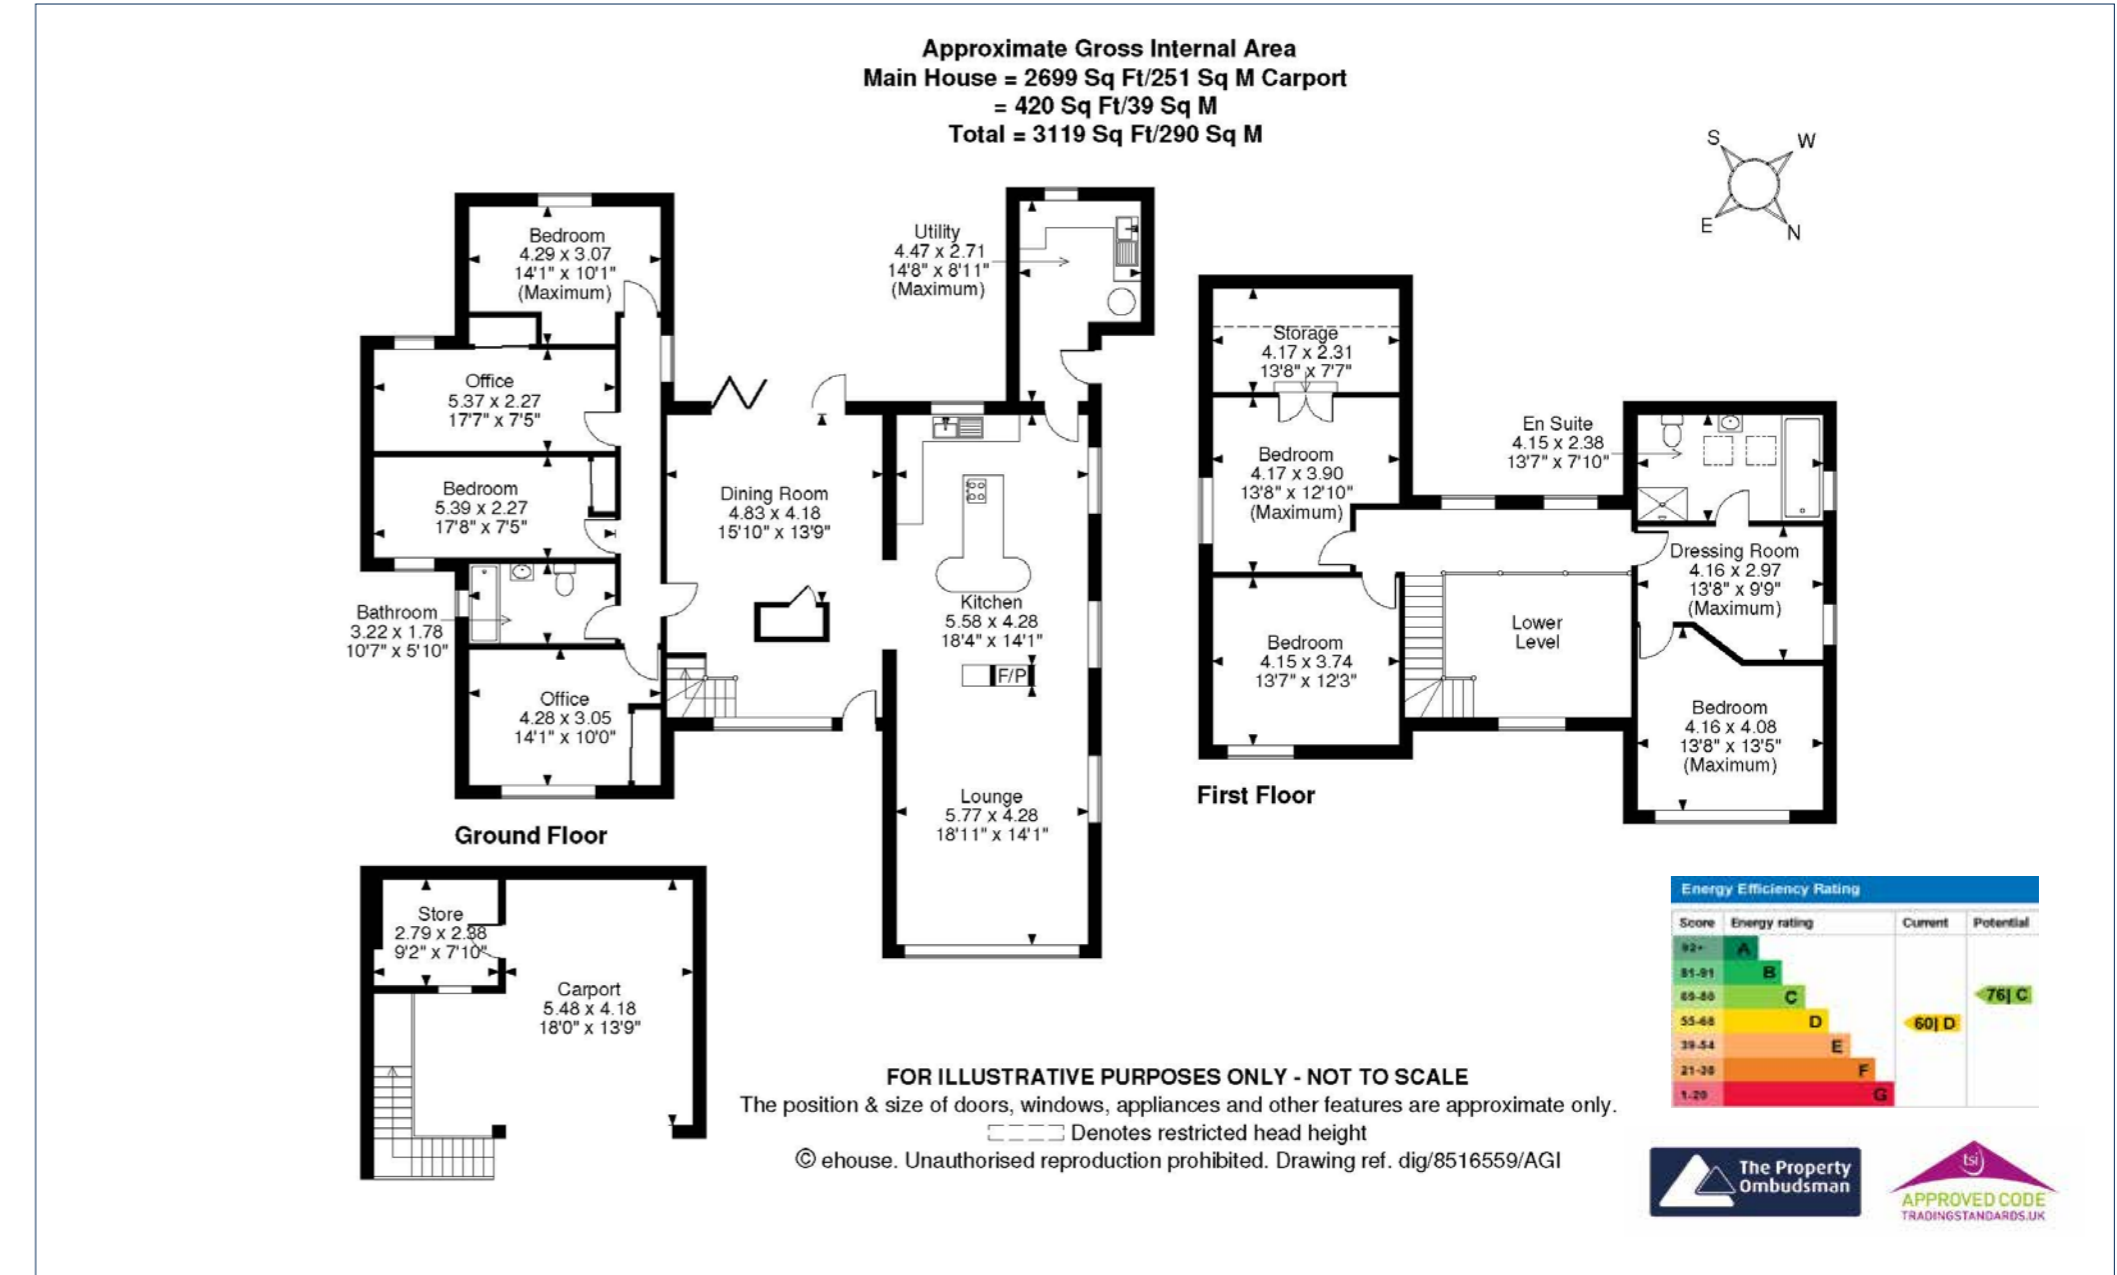 Approximate Gross Internal Area
Main House = 2699 Sq Ft/251 Sq M Carport
= 420 Sq Ft/39 Sq M
Total = 3119 Sq Ft/290 Sq M
S
W
E
N
Bedroom
4.29 x 3.07
14'1" x 10'1"
(Maximum)
Utility
4.47 x 2.71
14'8" x 8'11"
(Maximum)
Office
5.37 x 2.27
17'7" x 7'5"
Bedroom
5.39 x 2.27
17'8" x 7'5"
Dining Room
4.83 x 4.18
15'10" x 13'9"
Bathroom
3.22 x 1.78
10'7" x 5'10"
Kitchen
5.58 x 4.28
18'4" x 14'1"
F/P
Office
4.28 x 3.05
14'1" x 10'0"
Lounge
5.77 x 4.28
18'11" x 14'1"
Ground Floor
Storage
4.17 x 2.31
13'8" x 7'7"
Bedroom
4.17 x 3.90
13'8" x 12'10"
(Maximum)
En Suite
4.15 x 2.38
13'7" x 7'10"
Dressing Room
4.16 x 2.97
13'8" x 9'9"
(Maximum)
Bedroom
4.15 x 3.74
13'7" x 12'3"
Lower
Level
Bedroom
4.16 x 4.08
13'8" x 13'5"
(Maximum)
First Floor
Store
2.79 x 2.38
9'2" x 7'10"
Carport
5.48 x 4.18
18'0" x 13'9"
Energy Efficiency Rating
Score Energy rating Current Potential
92+ A
81-91 B
69-80 C 76| C
55-68 D 60| D
39-54 E
21-38 F
1-20 G
FOR ILLUSTRATIVE PURPOSES ONLY - NOT TO SCALE
The position & size of doors, windows, appliances and other features are approximate only.
Denotes restricted head height
© ehouse. Unauthorised reproduction prohibited. Drawing ref. dig/8516559/AGI
The Property
Ombudsman
tsi
APPROVED CODE
TRADINGSTANDARDS.UK